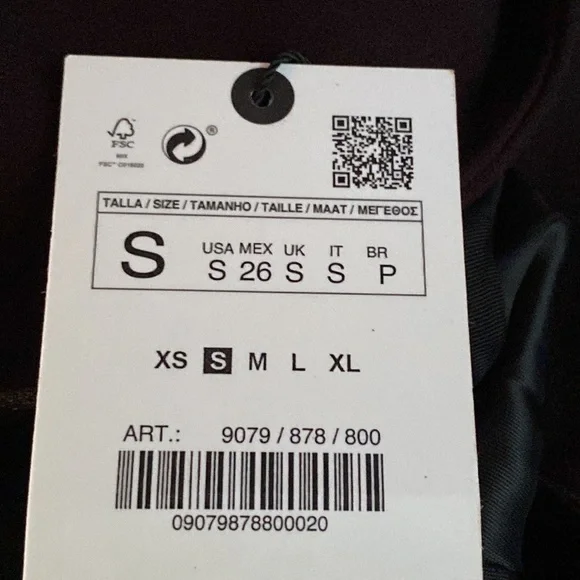 ®
FSC
MIX
TALLA / SIZE / TAMANHO / TAILLE / MAAT / ΜΕΓΕΘΟΣ
S
USA MEX UK IT BR
S 26 S S P
XS S M L XL
ART.: 9079 / 878 / 800
09079878800020